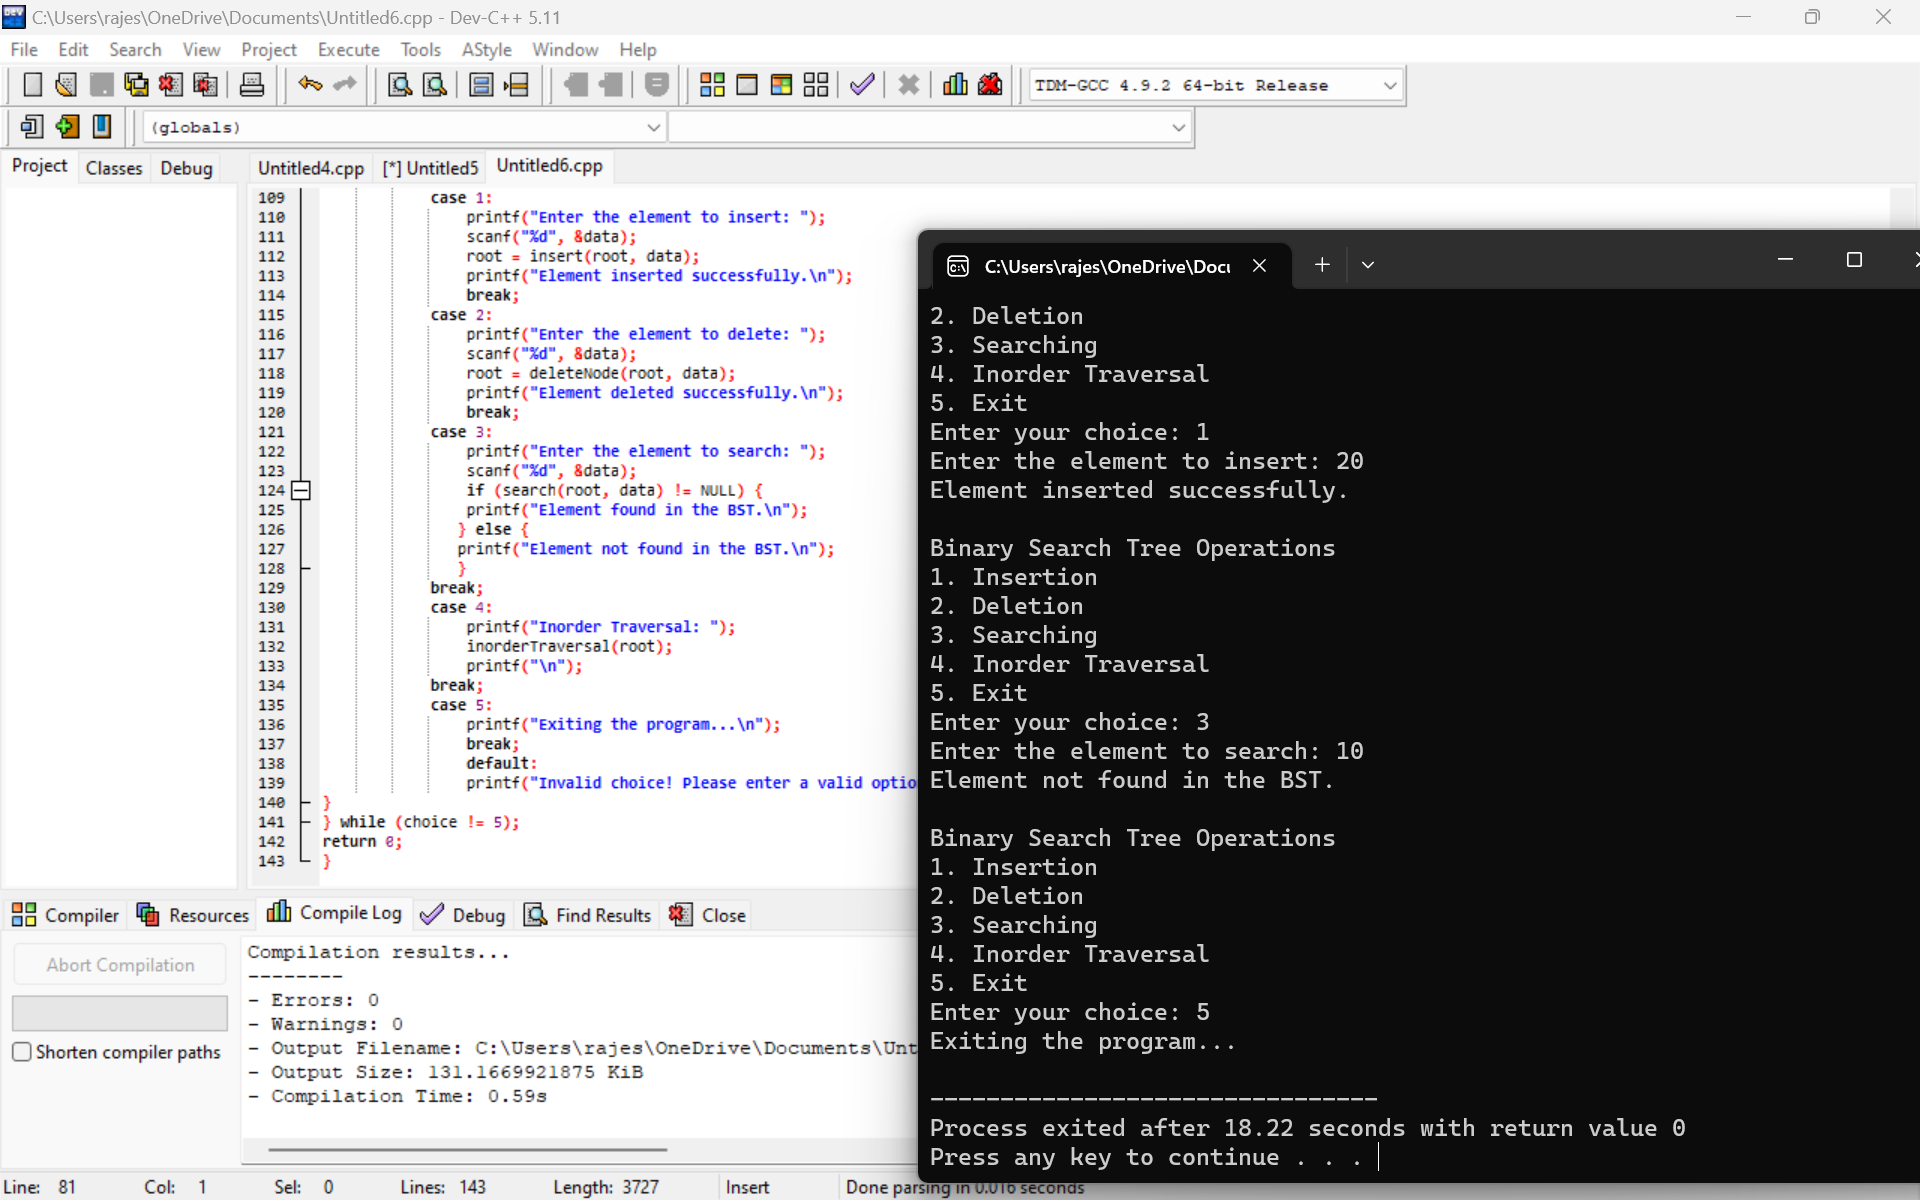 C:\Users\rajes\OneDrive\Documents\Untitled6.cpp - Dev-C++ 5.11
File Edit Search View Project Execute Tools AStyle Window Help
TDM-GCC 4.9.2 64-bit Release
(globals)
Project Classes Debug
Untitled4.cpp [*] Untitled5 Untitled6.cpp
109 case 1:
110 printf("Enter the element to insert: ");
111 scanf("%d", &data);
112 root = insert(root, data);
113 printf("Element inserted successfully.\n");
114 break;
115 case 2:
116 printf("Enter the element to delete: ");
117 scanf("%d", &data);
118 root = deleteNode(root, data);
119 printf("Element deleted successfully.\n");
120 break;
121 case 3:
122 printf("Enter the element to search: ");
123 scanf("%d", &data);
124 if (search(root, data) != NULL) {
125 printf("Element found in the BST.\n");
126 } else {
127 printf("Element not found in the BST.\n");
128 }
129 break;
130 case 4:
131 printf("Inorder Traversal: ");
132 inorderTraversal(root);
133 printf("\n");
134 break;
135 case 5:
136 printf("Exiting the program...\n");
137 break;
138 default:
139 printf("Invalid choice! Please enter a valid optio
140 }
141 } while (choice != 5);
142 return 0;
143 }
Compiler Resources Compile Log Debug Find Results Close
Abort Compilation
Shorten compiler paths
Compilation results...
--------
- Errors: 0
- Warnings: 0
- Output Filename: C:\Users\rajes\OneDrive\Documents\Unt
- Output Size: 131.1669921875 KiB
- Compilation Time: 0.59s
Line: 81 Col: 1 Sel: 0 Lines: 143 Length: 3727 Insert Done parsing in 0.016 seconds
C:\Users\rajes\OneDrive\Docu
2. Deletion
3. Searching
4. Inorder Traversal
5. Exit
Enter your choice: 1
Enter the element to insert: 20
Element inserted successfully.
Binary Search Tree Operations
1. Insertion
2. Deletion
3. Searching
4. Inorder Traversal
5. Exit
Enter your choice: 3
Enter the element to search: 10
Element not found in the BST.
Binary Search Tree Operations
1. Insertion
2. Deletion
3. Searching
4. Inorder Traversal
5. Exit
Enter your choice: 5
Exiting the program...
--------------------------------
Process exited after 18.22 seconds with return value 0
Press any key to continue . . .